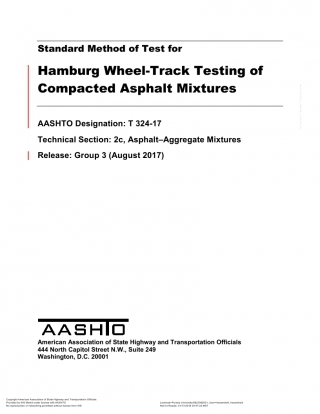 Standard Method of Test for
Hamburg Wheel-Track Testing of
Compacted Asphalt Mixtures
AASHTO Designation: T 324-17
Technical Section: 2c, Asphalt–Aggregate Mixtures
Release: Group 3 (August 2017)
AASHTO
American Association of State Highway and Transportation Officials
444 North Capitol Street N.W., Suite 249
Washington, D.C. 20001